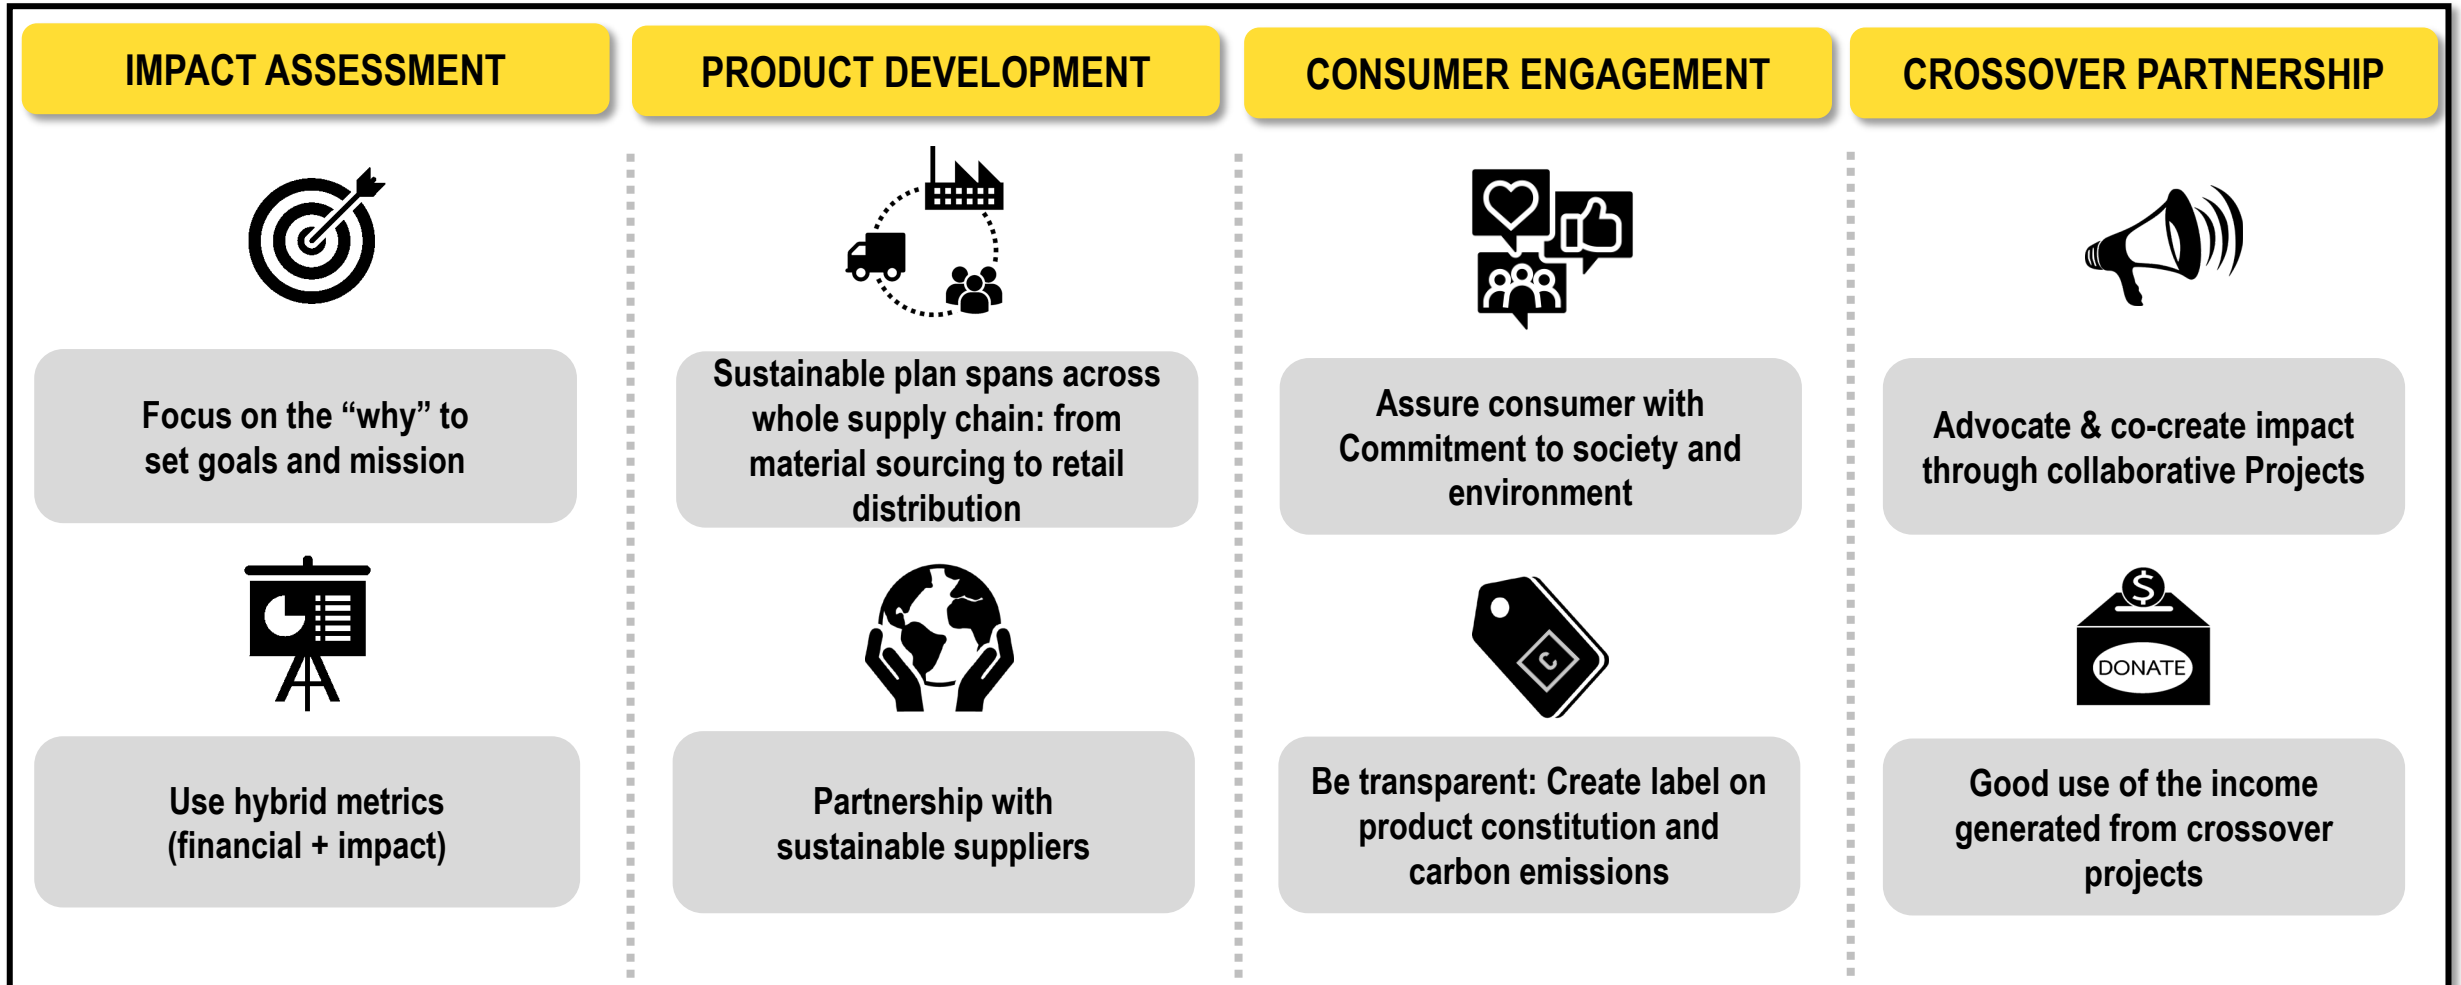 IMPACT ASSESSMENT
PRODUCT DEVELOPMENT
CONSUMER ENGAGEMENT
CROSSOVER PARTNERSHIP
Focus on the “why” to
set goals and mission
Sustainable plan spans across
whole supply chain: from
material sourcing to retail
distribution
Assure consumer with
Commitment to society and
environment
Advocate & co-create impact
through collaborative Projects
C
$
DONATE
Use hybrid metrics
(financial + impact)
Partnership with
sustainable suppliers
Be transparent: Create label on
product constitution and
carbon emissions
Good use of the income
generated from crossover
projects